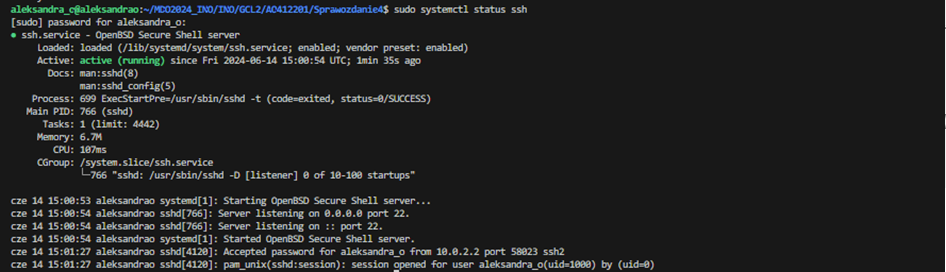 aleksandra_c@aleksandrao:~/MDO2024_INO/INO/GCL2/AO412201/Sprawozdanie4$ sudo systemctl status ssh
[sudo] password for aleksandra_o:
● ssh.service - OpenBSD Secure Shell server
Loaded: loaded (/lib/systemd/system/ssh.service; enabled; vendor preset: enabled)
Active: active (running) since Fri 2024-06-14 15:00:54 UTC; 1min 35s ago
Docs: man:sshd(8)
man:sshd_config(5)
Process: 699 ExecStartPre=/usr/sbin/sshd -t (code=exited, status=0/SUCCESS)
Main PID: 766 (sshd)
Tasks: 1 (limit: 4442)
Memory: 6.7M
CPU: 107ms
CGroup: /system.slice/ssh.service
└─766 "sshd: /usr/sbin/sshd -D [listener] 0 of 10-100 startups"
cze 14 15:00:53 aleksandrao systemd[1]: Starting OpenBSD Secure Shell server...
cze 14 15:00:54 aleksandrao sshd[766]: Server listening on 0.0.0.0 port 22.
cze 14 15:00:54 aleksandrao sshd[766]: Server listening on :: port 22.
cze 14 15:00:54 aleksandrao systemd[1]: Started OpenBSD Secure Shell server.
cze 14 15:01:27 aleksandrao sshd[4120]: Accepted password for aleksandra_o from 10.0.2.2 port 58023 ssh2
cze 14 15:01:27 aleksandrao sshd[4120]: pam_unix(sshd:session): session opened for user aleksandra_o(uid=1000) by (uid=0)